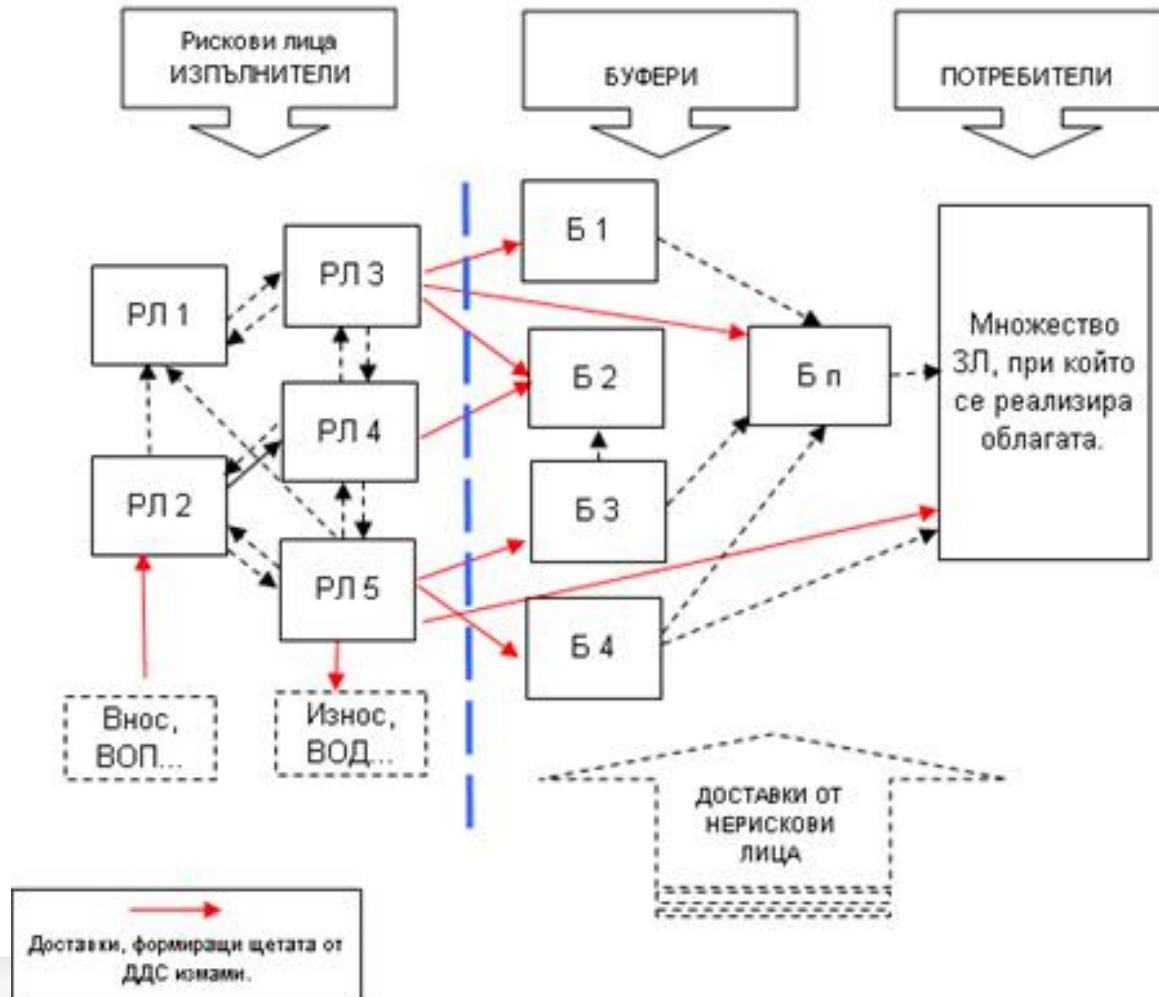 Рискови лица
ИЗПЪЛНИТЕЛИ
БУФЕРИ
ПОТРЕБИТЕЛИ
РЛ 1
РЛ 3
Б 1
РЛ 4
Б 2
Б п
Множество
ЗЛ, при който
се реализира
облагата.
РЛ 2
Б 3
РЛ 5
Б 4
Внос,
ВОП...
Износ,
ВОД...
ДОСТАВКИ ОТ
НЕРИСКОВИ
ЛИЦА
Доставки, формиращи щетата от
ДДС измами.